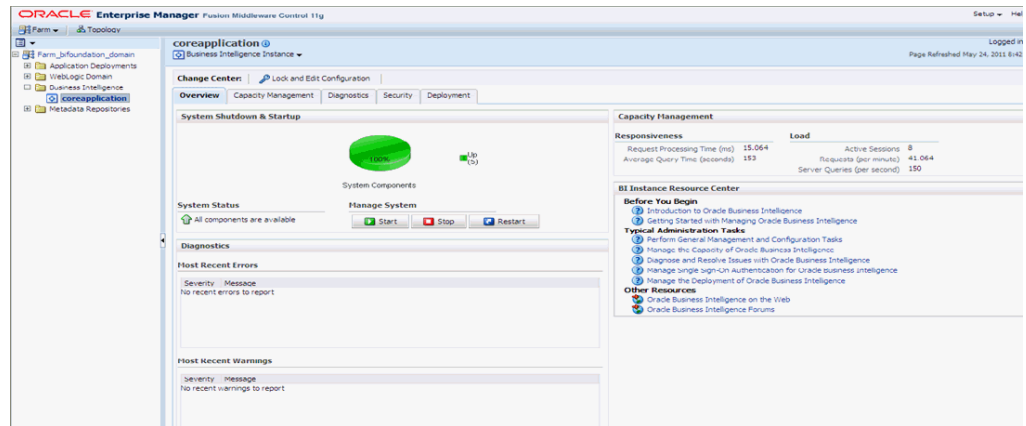 ORACLE Enterprise Manager Fusion Middleware Control 11g
Setup Hel
Farm Topology
Farm_bifoundation_domain
Application Deployments
WebLogic Domain
Business Intelligence
coreapplication
Metadata Repositories
coreapplication
Business Intelligence Instance
Logged in
Page Refreshed May 24, 2011 8:42
Change Center: Lock and Edit Configuration
Overview Capacity Management Diagnostics Security Deployment
System Shutdown & Startup
100%
Up
(5)
System Components
System Status
All components are available
Manage System
Start Stop Restart
Diagnostics
Most Recent Errors
Severity Message
No recent errors to report
Most Recent Warnings
Severity Message
No recent warnings to report
Capacity Management
Responsiveness
Request Processing Time (ms) 15.064
Average Query Time (seconds) 153
Load
Active Sessions 8
Requests (per minute) 41.064
Server Queries (per second) 150
BI Instance Resource Center
Before You Begin
Introduction to Oracle Business Intelligence
Getting Started with Managing Oracle Business Intelligence
Typical Administration Tasks
Perform General Management and Configuration Tasks
Manage the Capacity of Oracle Business Intelligence
Diagnose and Resolve Issues with Oracle Business Intelligence
Manage Single Sign-On Authentication for Oracle Business Intelligence
Manage the Deployment of Oracle Business Intelligence
Other Resources
Oracle Business Intelligence on the Web
Oracle Business Intelligence Forums